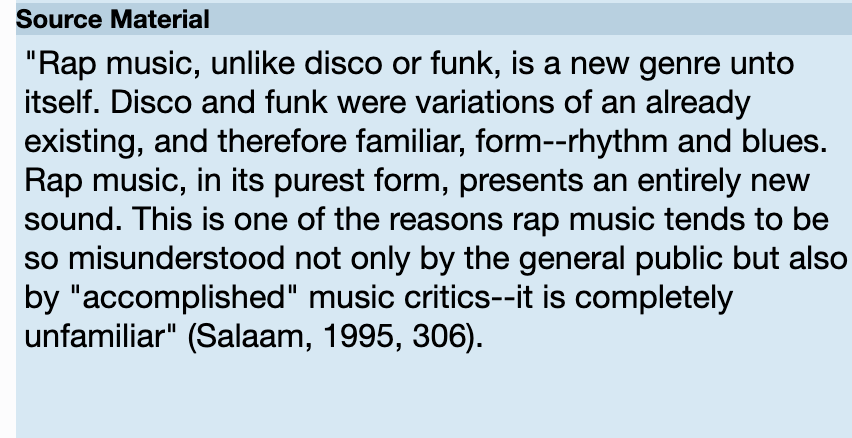 Source Material
"Rap music, unlike disco or funk, is a new genre unto
itself. Disco and funk were variations of an already
existing, and therefore familiar, form--rhythm and blues.
Rap music, in its purest form, presents an entirely new
sound. This is one of the reasons rap music tends to be
so misunderstood not only by the general public but also
by "accomplished" music critics--it is completely
unfamiliar" (Salaam, 1995, 306).